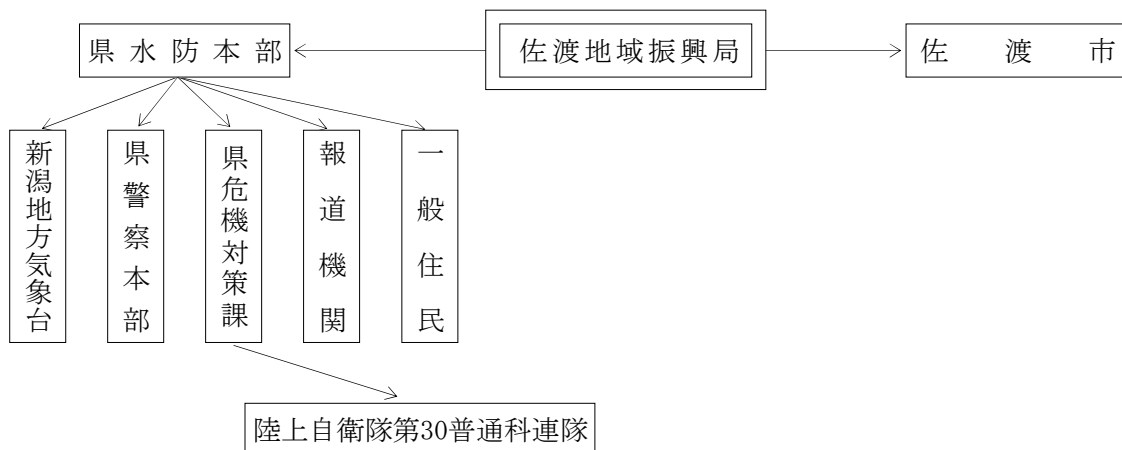 県水防本部
佐渡地域振興局
佐渡市
新潟地方気象台
県警察本部
県危機対策課
報道機関
一般住民
陸上自衛隊第30普通科連隊